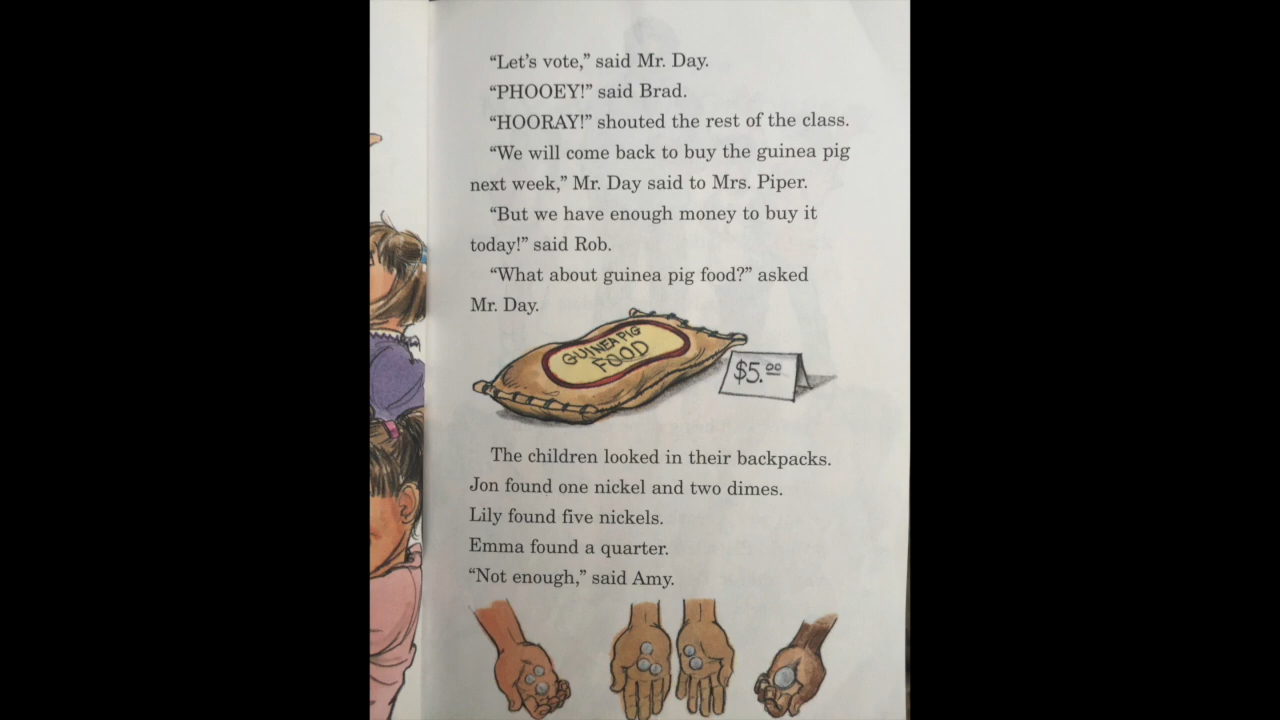 “Let’s vote,” said Mr. Day.
“PHOOEY!” said Brad.
“HOORAY!” shouted the rest of the class.
“We will come back to buy the guinea pig
next week,” Mr. Day said to Mrs. Piper.
“But we have enough money to buy it
today!” said Rob.
“What about guinea pig food?” asked
Mr. Day.
GUINEA PIG
FOOD
$5.00
The children looked in their backpacks.
Jon found one nickel and two dimes.
Lily found five nickels.
Emma found a quarter.
“Not enough,” said Amy.